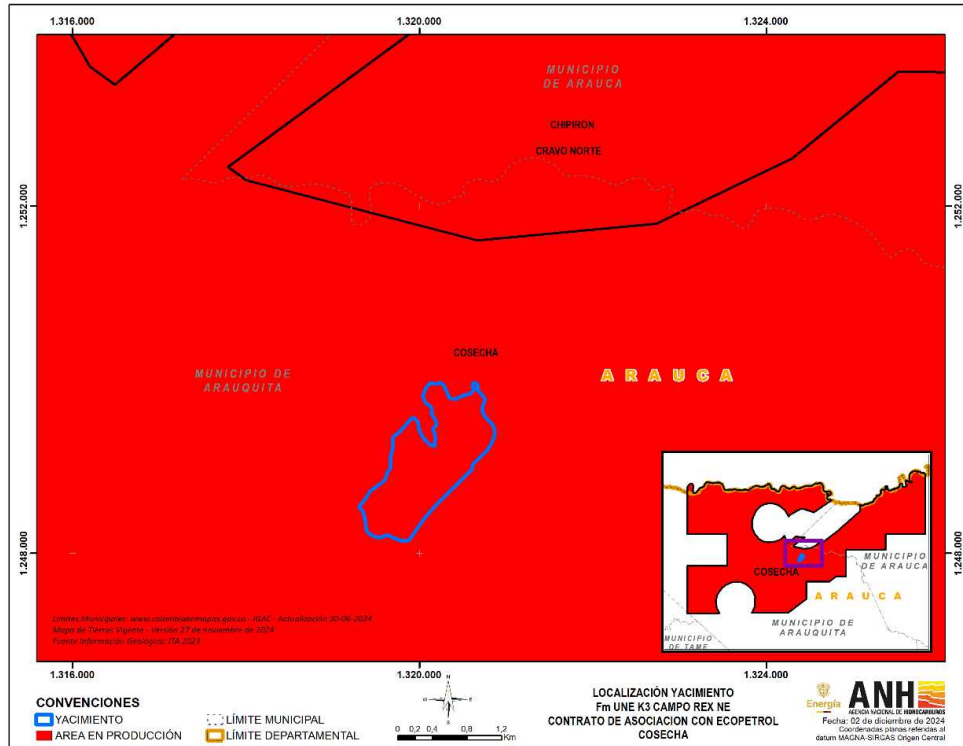 1.316.000
1.320.000
1.324.000
MUNICIPIO
DE ARAUCA
CHIPIRON
CRAVO NORTE
1.252.000
1.252.000
COSECHA
MUNICIPIO DE
ARAUQUITA
ARAUCA
MUNICIPIO
DE ARAUCA
COSECHA
ARAUCA
MUNICIPIO DE
ARAUQUITA
MUNICIPIO
DE TAME
1.248.000
1.248.000
Límites Municipales: www.colombianomapas.gov.co - IGAC - Actualización 30-06-2024
Mapa de Tierras Vigente - Versión 27 de noviembre de 2024
Fuente Información Geológica: ITA 2023
1.316.000
1.320.000
1.324.000
CONVENCIONES
YACIMIENTO
LÍMITE MUNICIPAL
AREA EN PRODUCCIÓN
LÍMITE DEPARTAMENTAL
N
S
0 0,2 0,4 0,8 1,2
Km
LOCALIZACIÓN YACIMIENTO
Fm UNE K3 CAMPO REX NE
CONTRATO DE ASOCIACION CON ECOPETROL
COSECHA
Energía
ANH
AGENCIA NACIONAL DE HIDROCARBUROS
Fecha: 02 de diciembre de 2024
Coordenadas planas referidas al
datum MAGNA-SIRGAS Origen Central